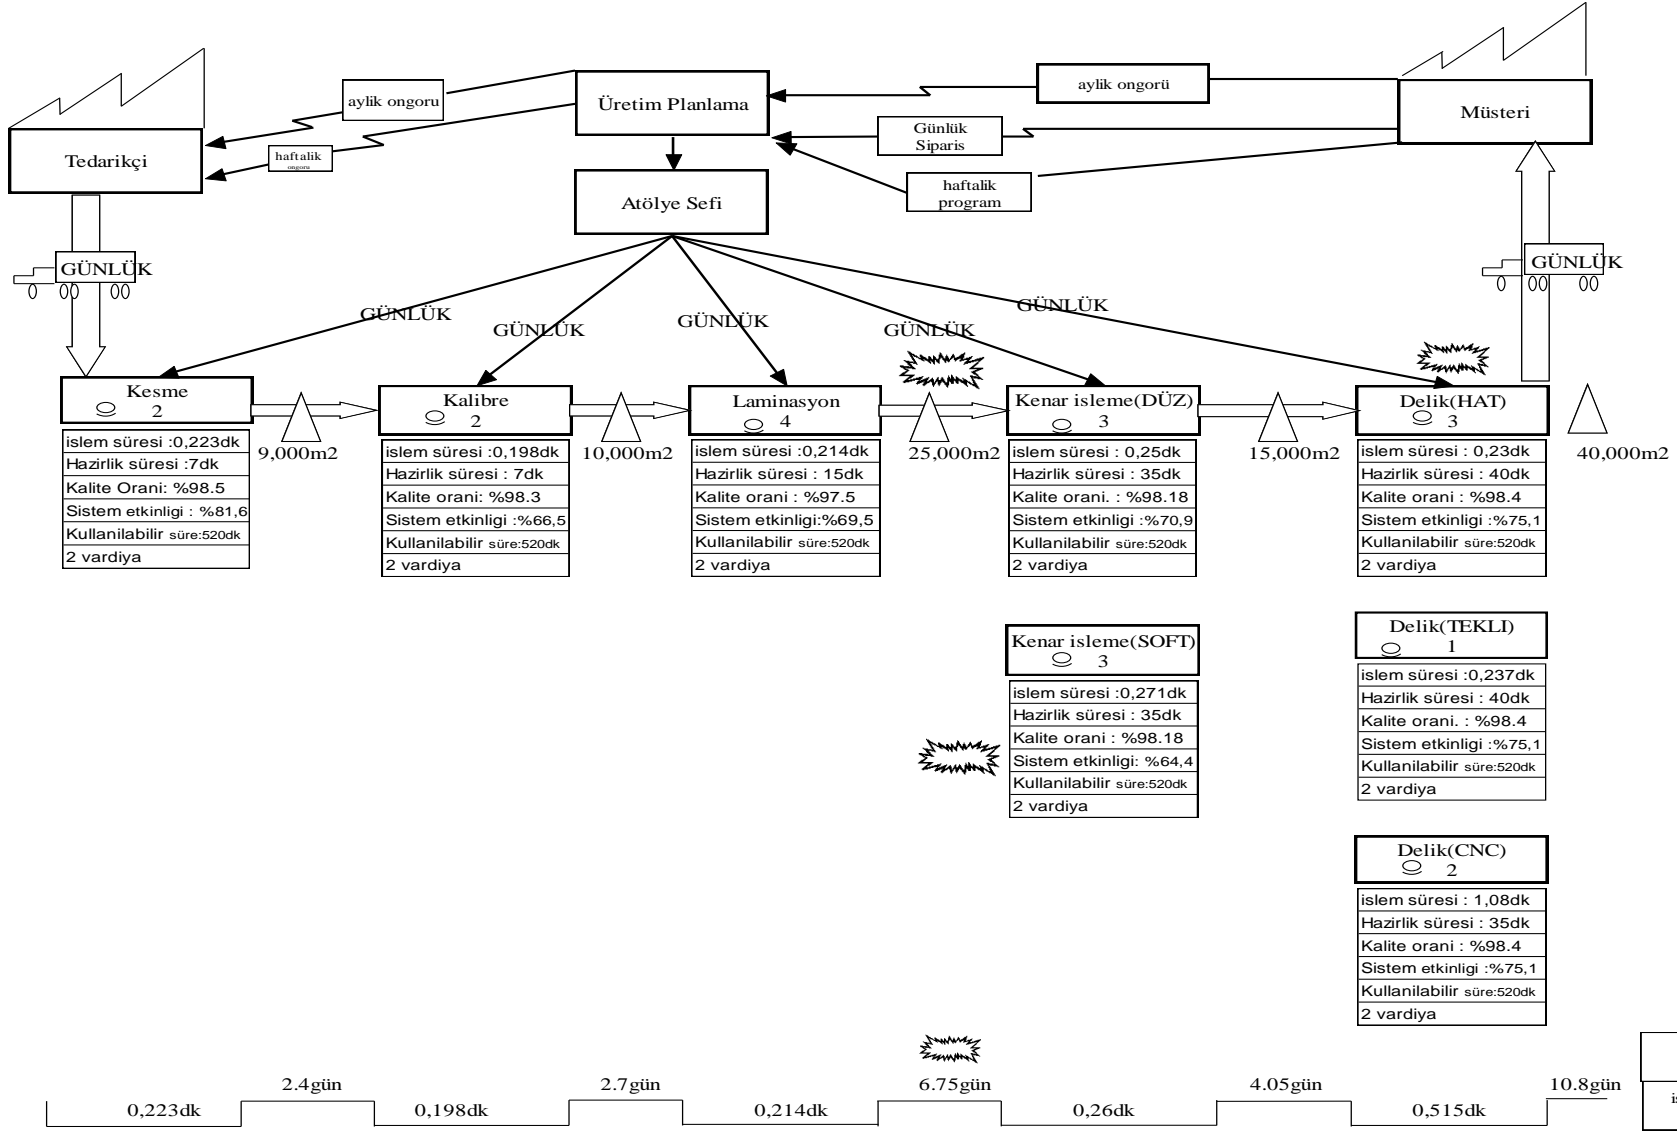 aylik ongoru
haftalik
ongoru
Üretim Planlama
aylik ongorü
Günlük
Siparis
haftalik
program
Müsteri
Tedarikçi
Atölye Sefi
GÜNLÜK
GÜNLÜK
GÜNLÜK
GÜNLÜK
GÜNLÜK
GÜNLÜK
GÜNLÜK
Kesme
2
islem süresi :0,223dk
Hazirlik süresi :7dk
Kalite Orani: %98.5
Sistem etkinligi :%81,6
Kullanilabilir süre:520dk
2 vardiya
9,000m2
Kalibre
2
islem süresi :0,198dk
Hazirlik süresi : 7dk
Kalite orani: %98.3
Sistem etkinligi :%66,5
Kullanilabilir süre:520dk
2 vardiya
10,000m2
Laminasyon
4
islem süresi :0,214dk
Hazirlik süresi : 15dk
Kalite orani : %97.5
Sistem etkinligi:%69,5
Kullanilabilir süre:520dk
2 vardiya
25,000m2
Kenar isleme(DÜZ)
3
islem süresi : 0,25dk
Hazirlik süresi : 35dk
Kalite orani. : %98.18
Sistem etkinligi :%70,9
Kullanilabilir süre:520dk
2 vardiya
15,000m2
Delik(HAT)
3
islem süresi : 0,23dk
Hazirlik süresi : 40dk
Kalite orani : %98.4
Sistem etkinligi :%75,1
Kullanilabilir süre:520dk
2 vardiya
40,000m2
Kenar isleme(SOFT)
3
islem süresi :0,271dk
Hazirlik süresi : 35dk
Kalite orani : %98.18
Sistem etkinligi: %64,4
Kullanilabilir süre:520dk
2 vardiya
Delik(TEKLI)
1
islem süresi :0,237dk
Hazirlik süresi : 40dk
Kalite orani. : %98.4
Sistem etkinligi :%75,1
Kullanilabilir süre:520dk
2 vardiya
Delik(CNC)
2
islem süresi : 1,08dk
Hazirlik süresi : 35dk
Kalite orani : %98.4
Sistem etkinligi :%75,1
Kullanilabilir süre:520dk
2 vardiya
2.4gün
2.7gün
6.75gün
4.05gün
10.8gün
0,223dk
0,198dk
0,214dk
0,26dk
0,515dk